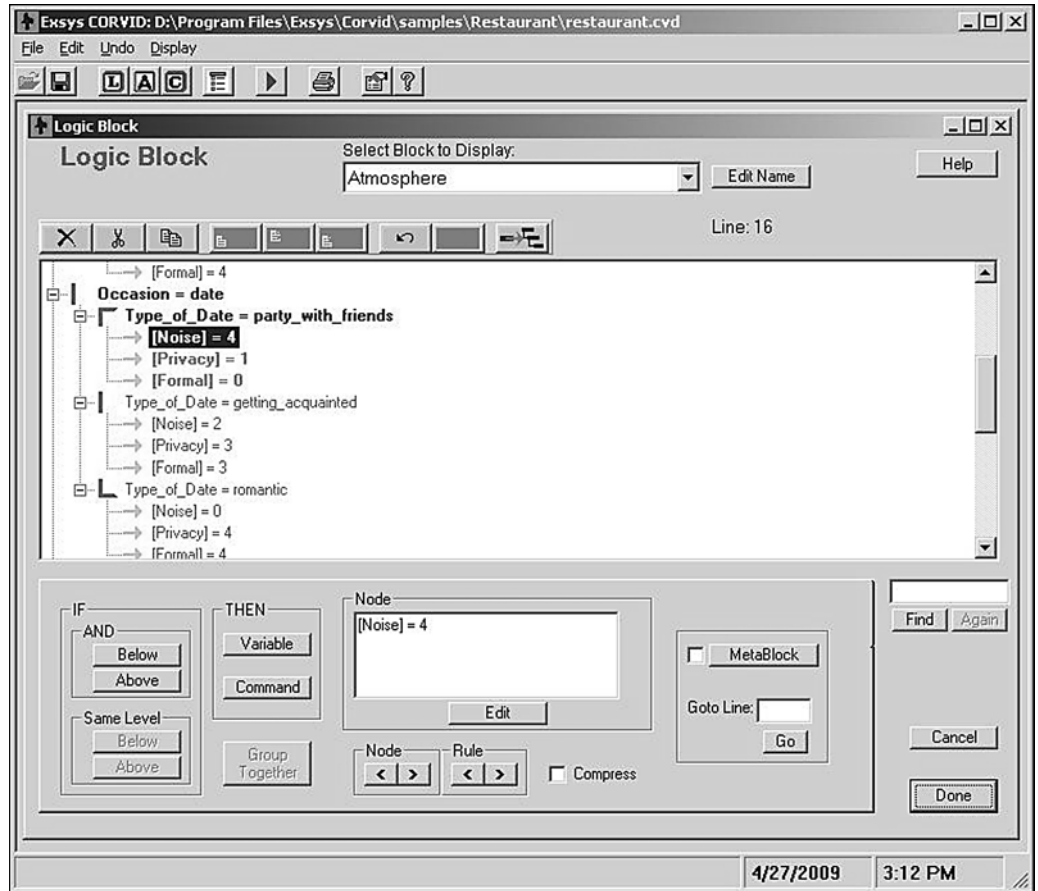 Exsys CORVID: D:\Program Files\Exsys\Corvid\samples\Restaurant\restaurant.cvd
File Edit Undo Display
L A C ?
Logic Block
Logic Block
Select Block to Display:
Atmosphere
Edit Name
Help
Line: 16
[Formal] = 4
Occasion = date
Type_of_Date = party_with_friends
[Noise] = 4
[Privacy] = 1
[Formal] = 0
Type_of_Date = getting_acquainted
[Noise] = 2
[Privacy] = 3
[Formal] = 3
Type_of_Date = romantic
[Noise] = 0
[Privacy] = 4
[Formal] = 4
IF
AND
Below
Above
Same Level
Below
Above
THEN
Variable
Command
Group
Together
Node
[Noise] = 4
Edit
Node
< >
Rule
< >
Compress
MetaBlock
Goto Line:
Go
Find Again
Cancel
Done
4/27/2009 3:12 PM